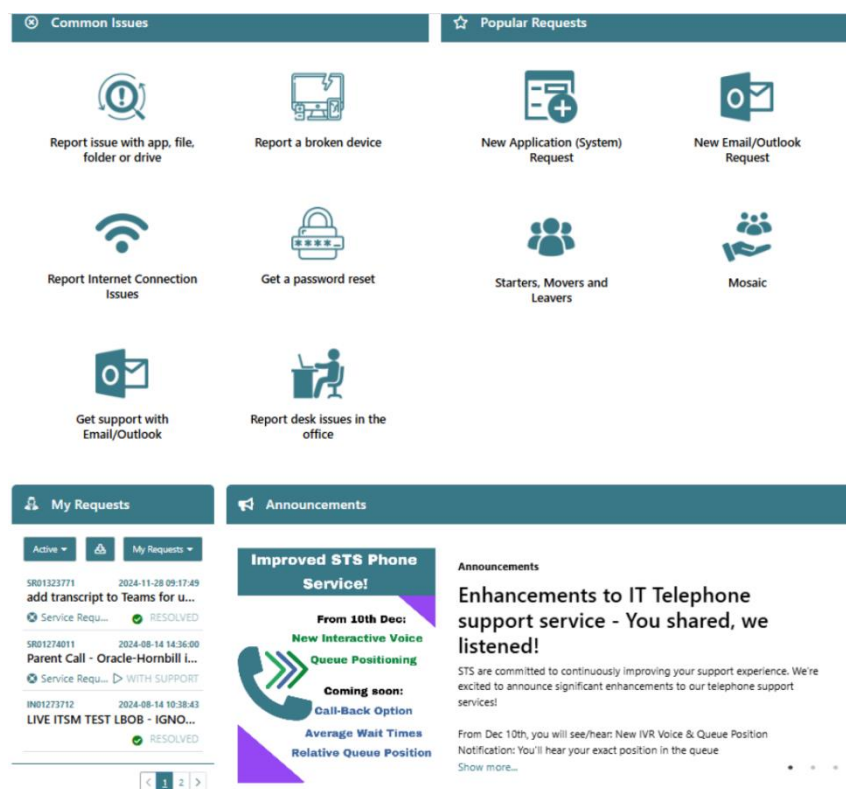 Common Issues
Popular Requests
Report issue with app, file,
folder or drive
Report a broken device
New Application (System)
Request
New Email/Outlook
Request
Report Internet Connection
Issues
Get a password reset
Starters, Movers and
Leavers
Mosaic
Get support with
Email/Outlook
Report desk issues in the
office
My Requests
Active
My Requests
SR01323771 2024-11-28 09:17:49
add transcript to Teams for u...
Service Requ... RESOLVED
SR01274011 2024-08-14 14:36:00
Parent Call - Oracle-Hornbill i...
Service Requ... WITH SUPPORT
IN01273712 2024-08-14 10:38:43
LIVE ITSM TEST LBOB - IGNO...
RESOLVED
< 1 2 >
Announcements
Improved STS Phone
Service!
From 10th Dec:
New Interactive Voice
Queue Positioning
Coming soon:
Call-Back Option
Average Wait Times
Relative Queue Position
Announcements
Enhancements to IT Telephone
support service - You shared, we
listened!
STS are committed to continuously improving your support experience. We're
excited to announce significant enhancements to our telephone support
services!
From Dec 10th, you will see/hear: New IVR Voice & Queue Position
Notification: You'll hear your exact position in the queue
Show more...